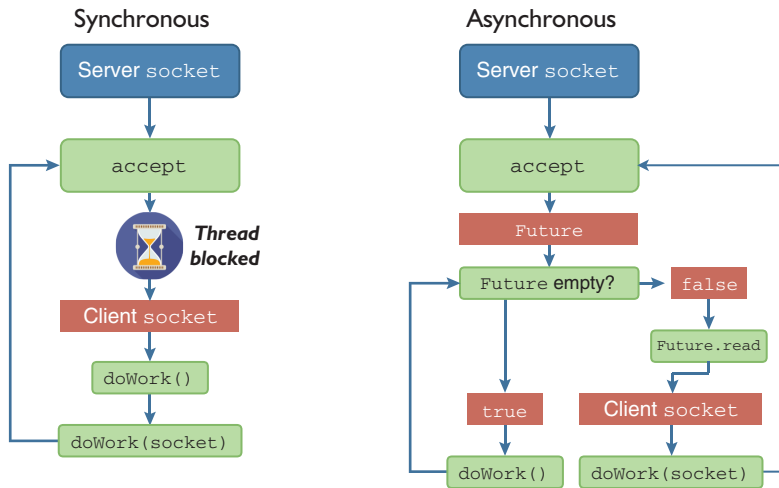 Synchronous
Server socket
accept
Thread
blocked
Client socket
doWork()
doWork(socket)
Asynchronous
Server socket
accept
Future
Future empty?
false
Future.read
true
Client socket
doWork()
doWork(socket)